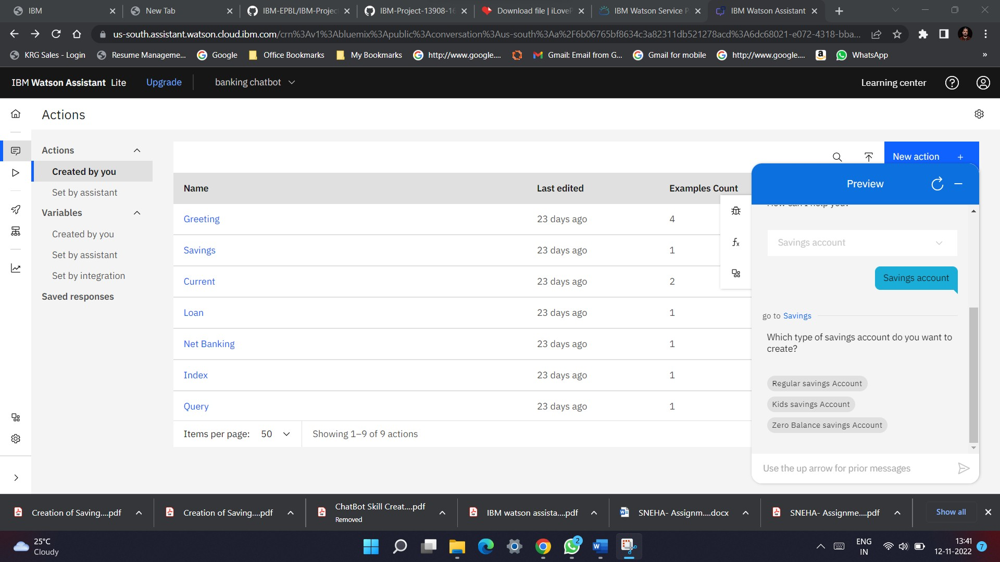 IBM
New Tab
IBM-EPBL/IBM-Projec
IBM-Project-13908-16
Download file | iLoveP
IBM Watson Service P
IBM Watson Assistant
us-south.assistant.watson.cloud.ibm.com/crn%3Av1%3Abluemix%3Apublic%3Aconversation%3Aus-south%3Aa%2F6b06765bf8634c3a82311db521278acd%3A6dc68021-e072-4318-bba...
KRG Sales - Login
Resume Manageme...
Google
Office Bookmarks
My Bookmarks
http://www.google....
Gmail: Email from G...
Gmail for mobile
http://www.google....
WhatsApp
»
IBM Watson Assistant Lite
Upgrade
banking chatbot
Learning center
Actions
Actions
Created by you
Set by assistant
Variables
Created by you
Set by assistant
Set by integration
Saved responses
New action +
Name Last edited Examples Count
Greeting 23 days ago 4
Savings 23 days ago 1
Current 23 days ago 2
Loan 23 days ago 1
Net Banking 23 days ago 1
Index 23 days ago 1
Query 23 days ago 1
Items per page: 50
Showing 1–9 of 9 actions
Preview
How can I help you?
Savings account
Savings account
go to Savings
Which type of savings account do you want to
create?
Regular savings Account
Kids savings Account
Zero Balance savings Account
Use the up arrow for prior messages
Creation of Saving....pdf
Creation of Saving....pdf
ChatBot Skill Creat....pdf
Removed
IBM watson assista....pdf
SNEHA- Assignm....docx
SNEHA- Assignme....pdf
Show all
25°C
Cloudy
2
ENG
IN
13:41
12-11-2022
7